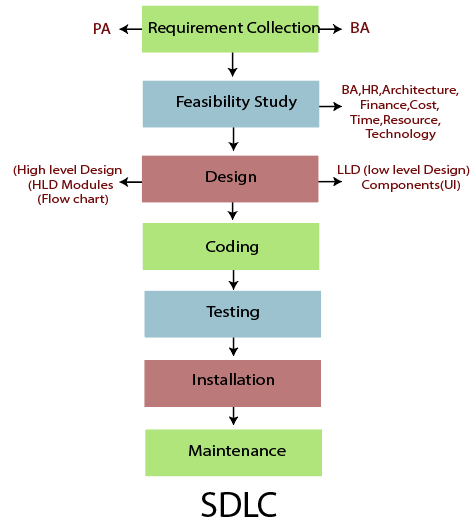 PA
Requirement Collection
BA
Feasibility Study
BA,HR,Architecture,
Finance,Cost,
Time,Resource,
Technology
(High level Design
(HLD Modules
(Flow chart)
Design
LLD (low level Design)
Components(UI)
Coding
Testing
Installation
Maintenance
SDLC